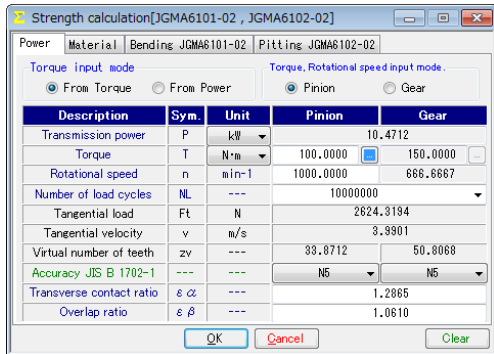 Σ Strength calculation[JGMA6101-02 , JGMA6102-02]
Power Material Bending JGMA6101-02 Pitting JGMA6102-02
Torque input mode Torque, Rotational speed input mode.
From Torque From Power Pinion Gear
Description Sym. Unit Pinion Gear
Transmission power P kW 10.4712
Torque T N·m 100.0000 ... 150.0000 ...
Rotational speed n min-1 1000.0000 666.6667
Number of load cycles NL --- 10000000
Tangential load Ft N 2624.3194
Tangential velocity v m/s 3.9901
Virtual number of teeth zv --- 33.8712 50.8068
Accuracy JIS B 1702-1 --- --- N5 N5
Transverse contact ratio ε α --- 1.2865
Overlap ratio ε β --- 1.0610
OK Cancel Clear